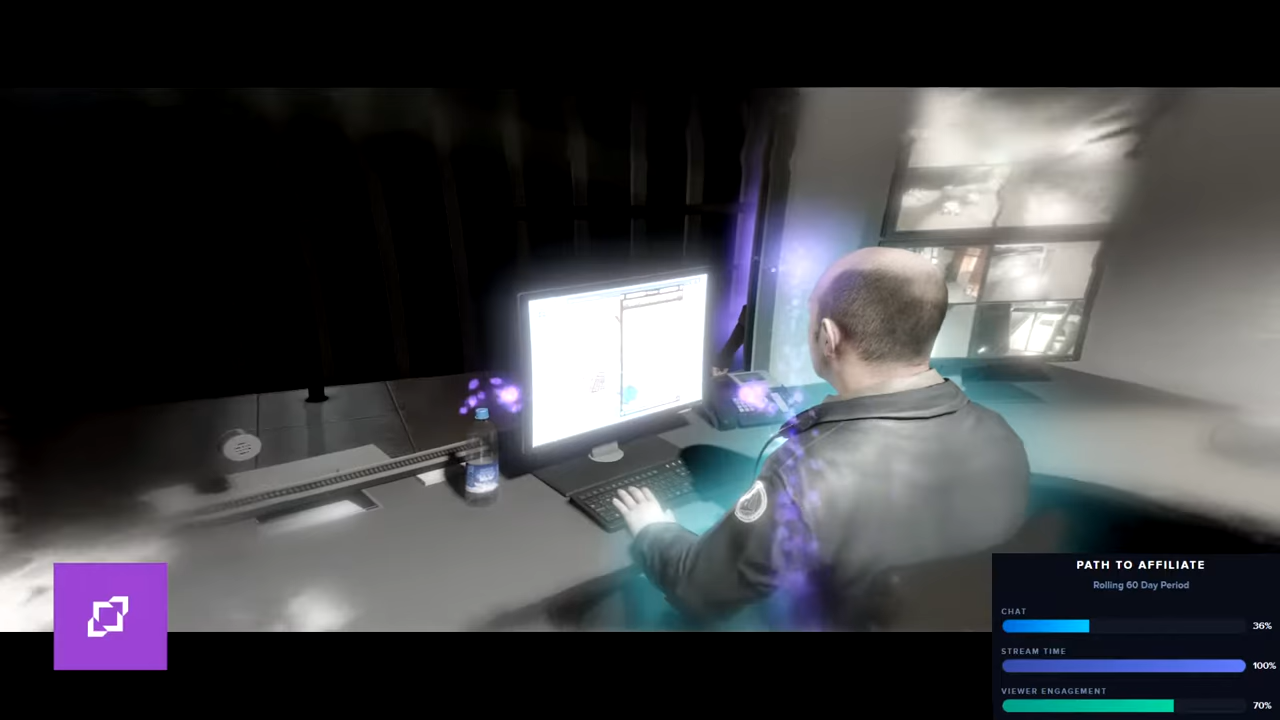 PATH TO AFFILIATE
Rolling 60 Day Period
CHAT
36%
STREAM TIME
100%
VIEWER ENGAGEMENT
70%